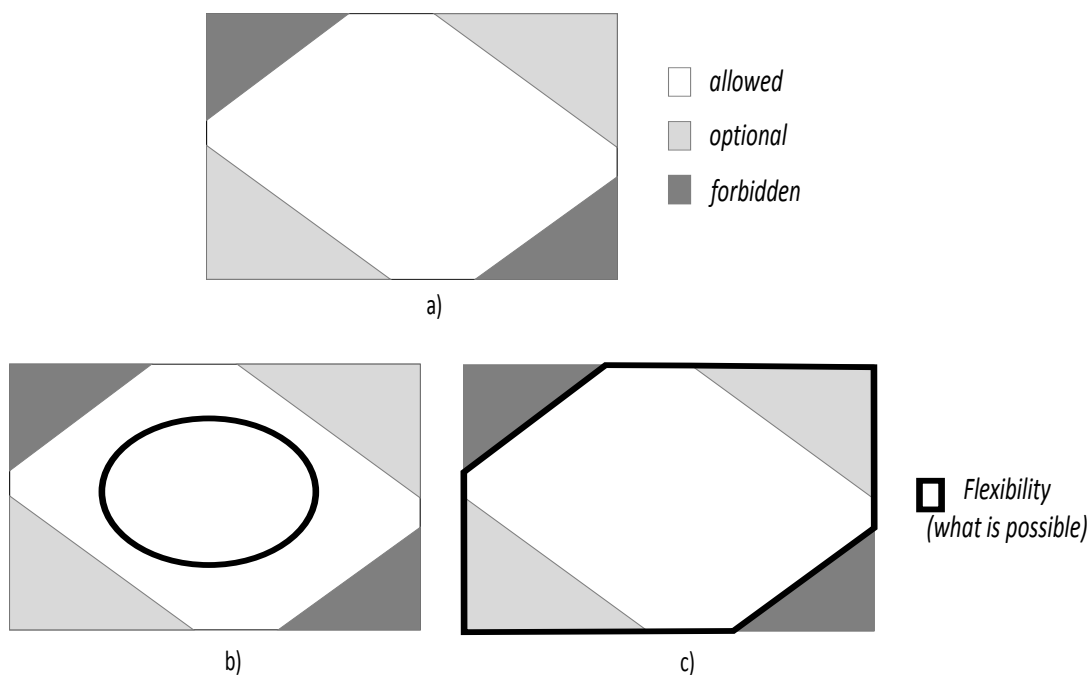 allowed
optional
forbidden
a)
Flexibility
(what is possible)
b)
c)